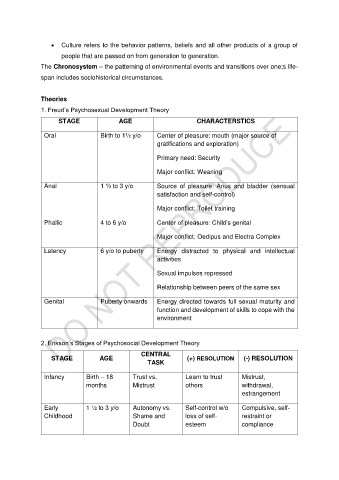 • Culture refers to the behavior patterns, beliefs and all other products of a group of
people that are passed on from generation to generation.
The Chronosystem – the patterning of environmental events and transitions over one;s life-
span includes sociohistorical circumstances.
Theories
1. Freud's Psychosexual Development Theory
STAGE AGE CHARACTERSTICS
Oral Birth to 1½ y/o Center of pleasure: mouth (major source of
gratifications and exploration)
Primary need: Security
Major conflict: Weaning
Anal 1 ½ to 3 y/o Source of pleasure: Anus and bladder (sensual
satisfaction and self-control)
Major conflict: Toilet training
Phallic 4 to 6 y/o Center of pleasure: Child's genital
Major conflict: Oedipus and Electra Complex
Latency 6 y/o to puberty Energy distracted to physical and intellectual
activities
Sexual impulses repressed
Relationship between peers of the same sex
Genital Puberty onwards Energy directed towards full sexual maturity and
function and development of skills to cope with the
environment
2. Erikson's Stages of Psychosocial Development Theory
STAGE AGE CENTRAL TASK (+) RESOLUTION (-) RESOLUTION
Infancy Birth – 18 Trust vs. Learn to trust Mistrust,
months Mistrust others withdrawal,
estrangement
Early 1 ½ to 3 y/o Autonomy vs. Self-control w/o Compulsive, self-
Childhood Shame and loss of self- restraint or
Doubt esteem compliance
DO NOT REPRODUCE